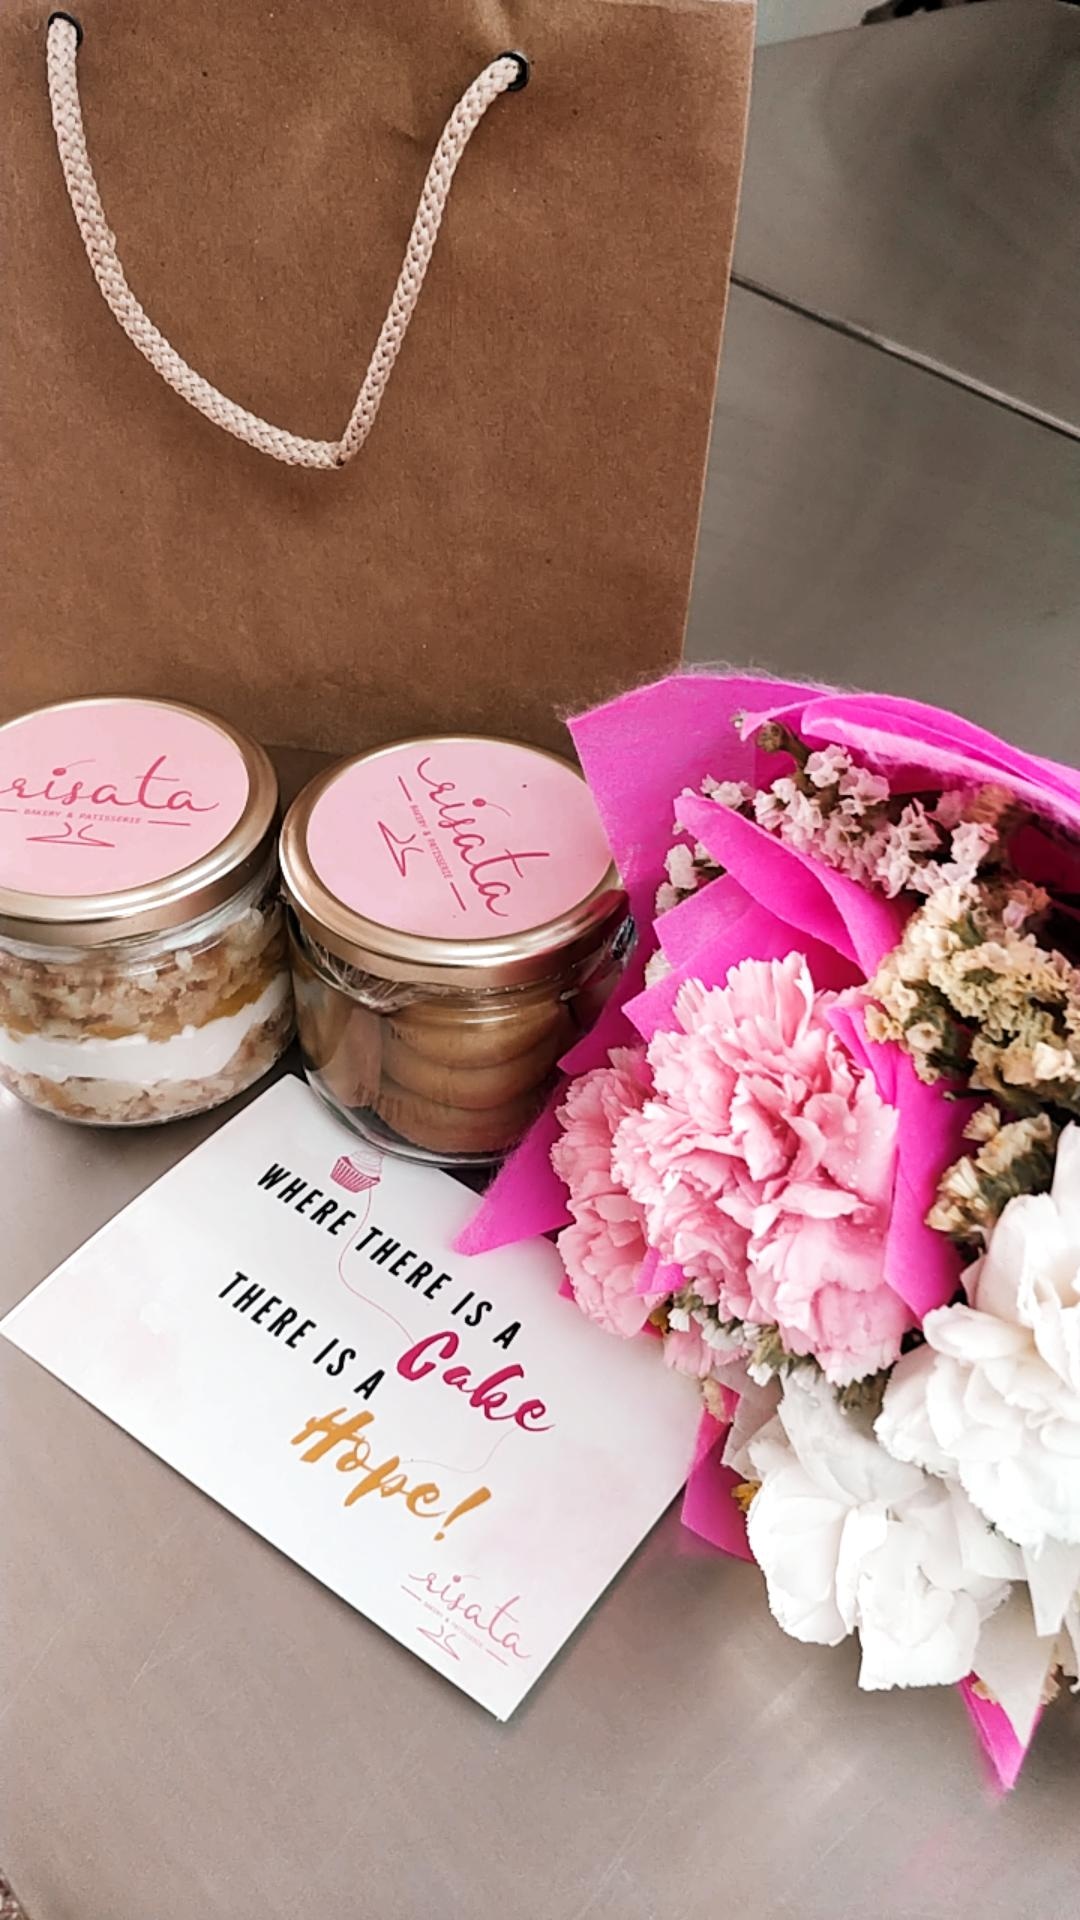 risata
BAKERY & PATISSERIE
risata
BAKERY & PATISSERIE
WHERE THERE IS A
Cake
THERE IS A
Hope!
risata
BAKERY & PATISSERIE